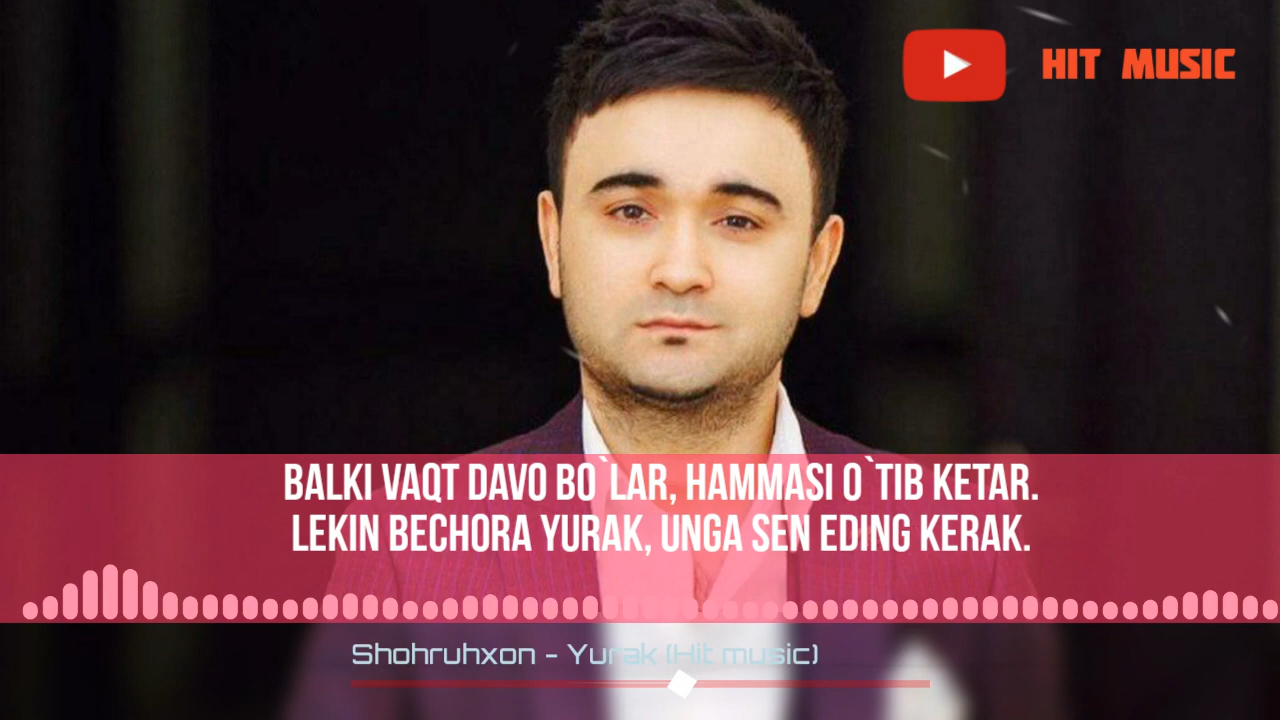 HIT MUSIC
BALKI VAQT DAVO BO`LAR, HAMMASI O`TIB KETAR.
LEKIN BECHORA YURAK, UNGA SEN EDING KERAK.
Shohruhxon - Yurak (Hit music)